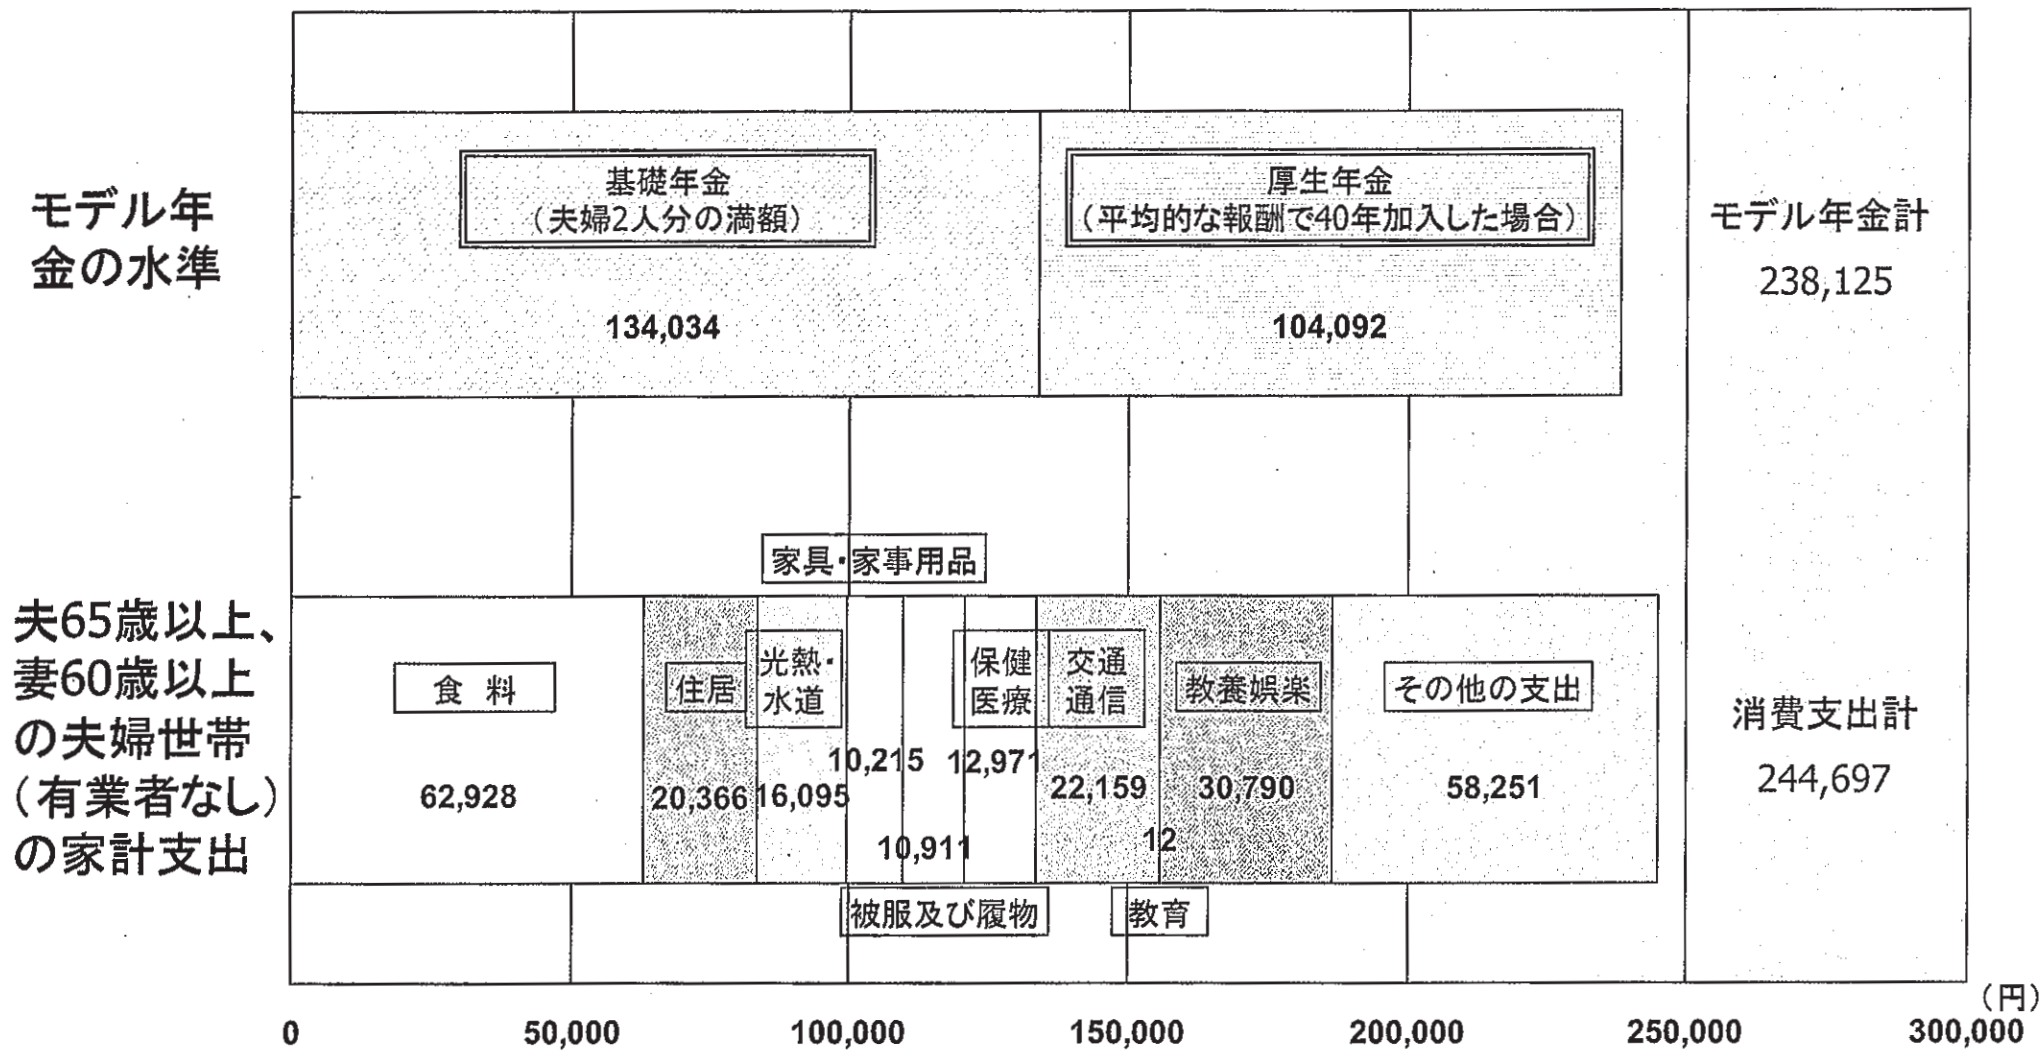 モデル年
金の水準
基礎年金
(夫婦2人分の満額)
134,034
厚生年金
(平均的な報酬で40年加入した場合)
104,092
モデル年金計
238,125
夫65歳以上、
妻60歳以上
の夫婦世帯
(有業者なし)
の家計支出
家具・家事用品
食 料
62,928
住居
20,366
光熱・
水道
16,095
10,215
10,911
保健
医療
12,971
交通
通信
22,159
12
教養娯楽
30,790
その他の支出
58,251
消費支出計
244,697
被服及び履物
教育
(円)
0
50,000
100,000
150,000
200,000
250,000
300,000